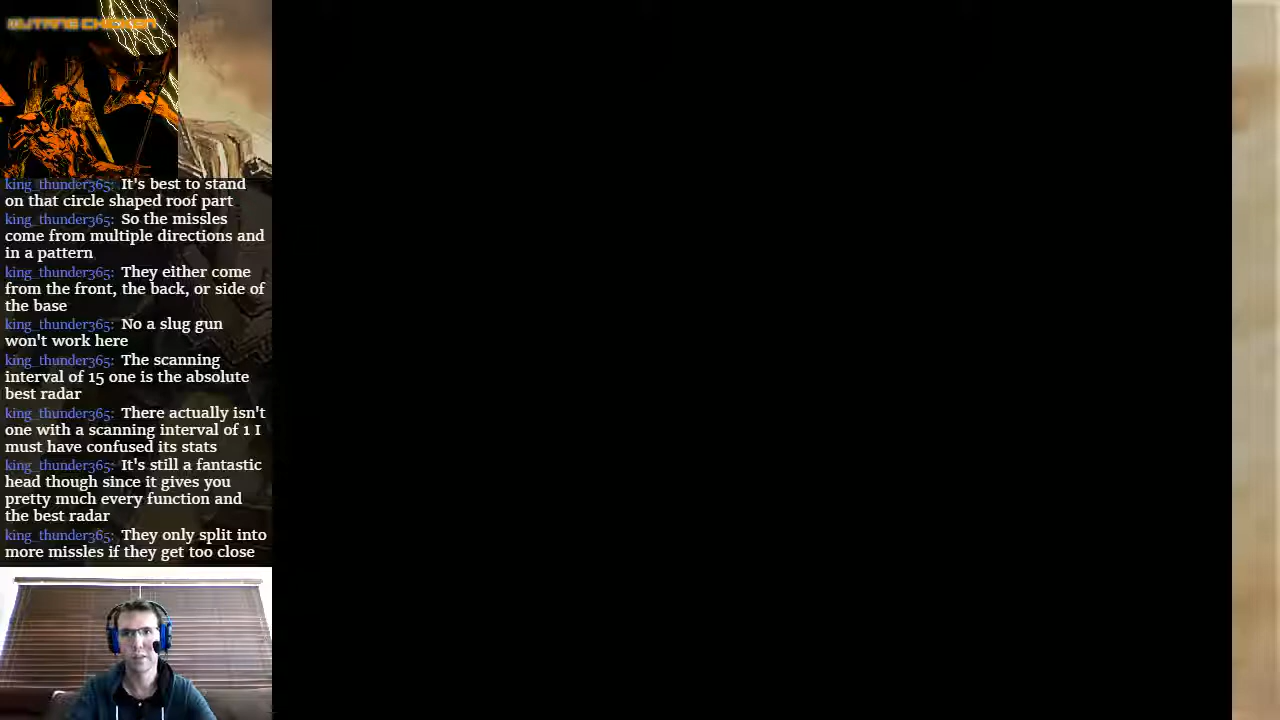 MUTANE CHICKEN
king_thunder365: It's best to stand
on that circle shaped roof part
king_thunder365: So the missles
come from multiple directions and
in a pattern
king_thunder365: They either come
from the front, the back, or side of
the base
king_thunder365: No a slug gun
won't work here
king_thunder365: The scanning
interval of 15 one is the absolute
best radar
king_thunder365: There actually isn't
one with a scanning interval of 1 I
must have confused its stats
king_thunder365: It's still a fantastic
head though since it gives you
pretty much every function and
the best radar
king_thunder365: They only split into
more missles if they get too close